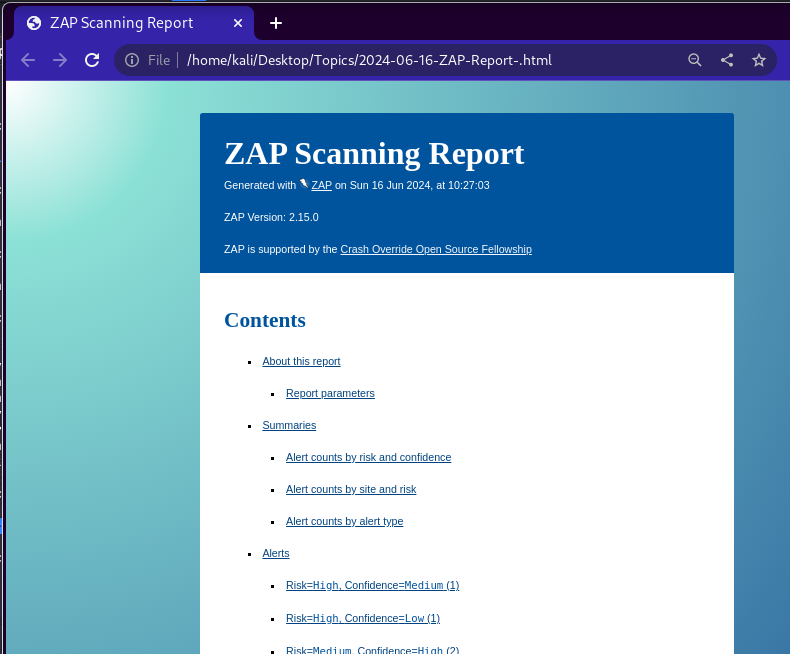 ZAP Scanning Report
File
/home/kali/Desktop/Topics/2024-06-16-ZAP-Report-.html
ZAP Scanning Report
Generated with ZAP on Sun 16 Jun 2024, at 10:27:03
ZAP Version: 2.15.0
ZAP is supported by the Crash Override Open Source Fellowship
Contents
About this report
Report parameters
Summaries
Alert counts by risk and confidence
Alert counts by site and risk
Alert counts by alert type
Alerts
Risk=High, Confidence=Medium (1)
Risk=High, Confidence=Low (1)
Risk=Medium, Confidence=High (2)